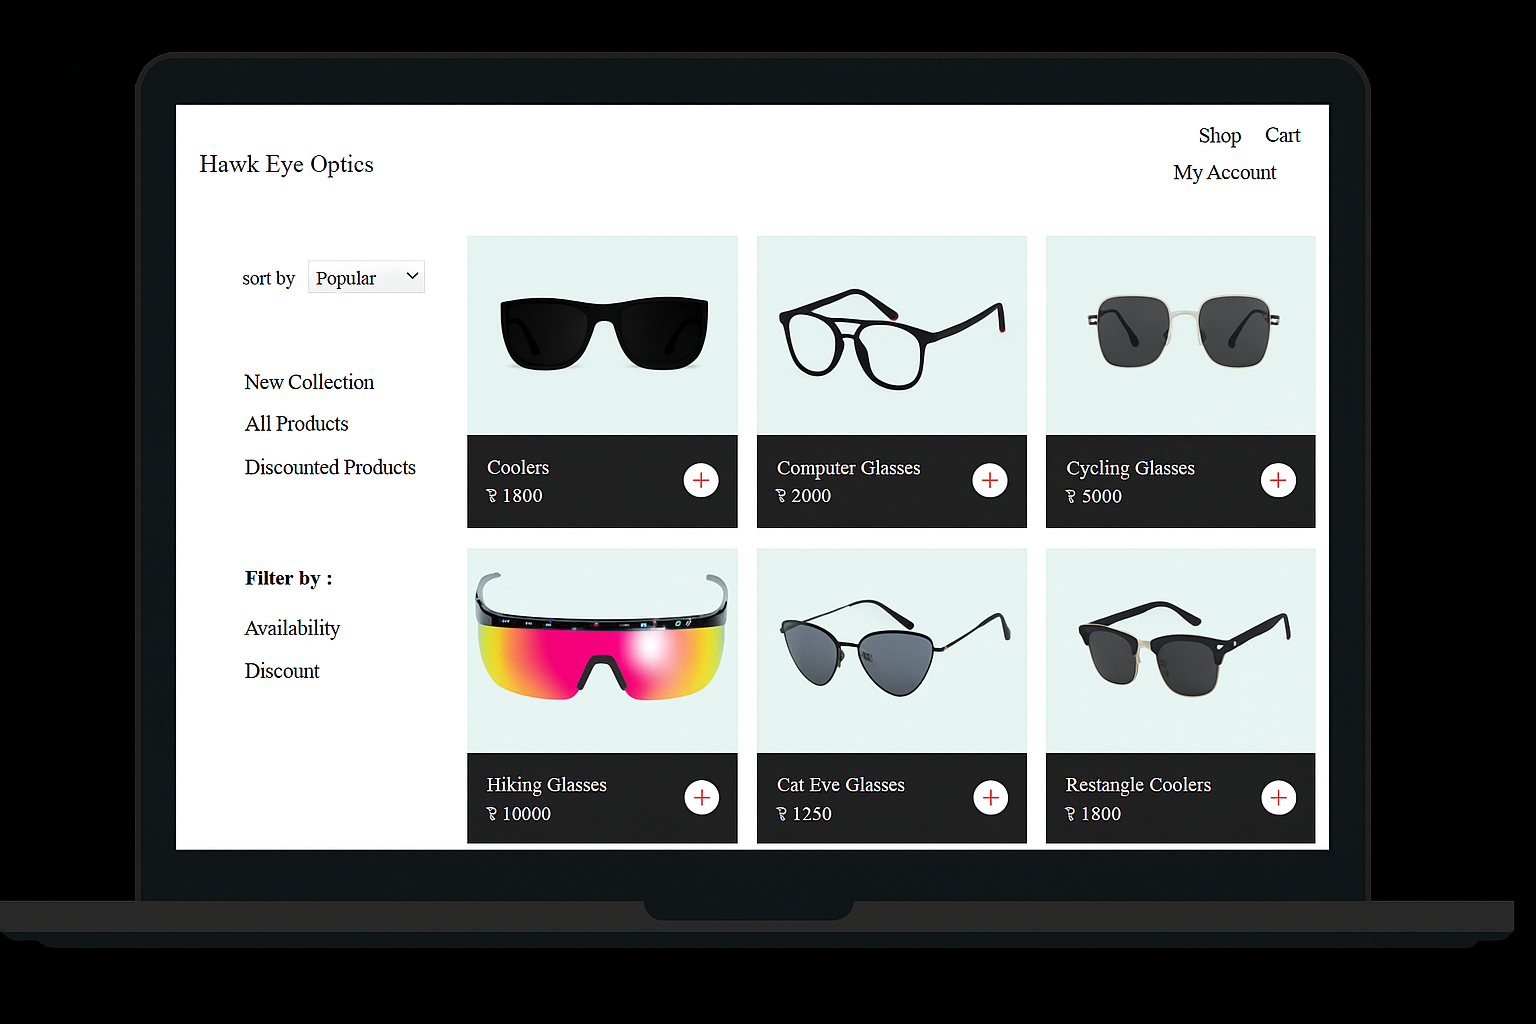 Shop Cart
Hawk Eye Optics
My Account
sort by Popular
New Collection
All Products
Discounted Products
Filter by :
Availability
Discount
Coolers
1800
Computer Glasses
2000
Cycling Glasses
5000
Hiking Glasses
10000
Cat Eve Glasses
1250
Restangle Coolers
1800